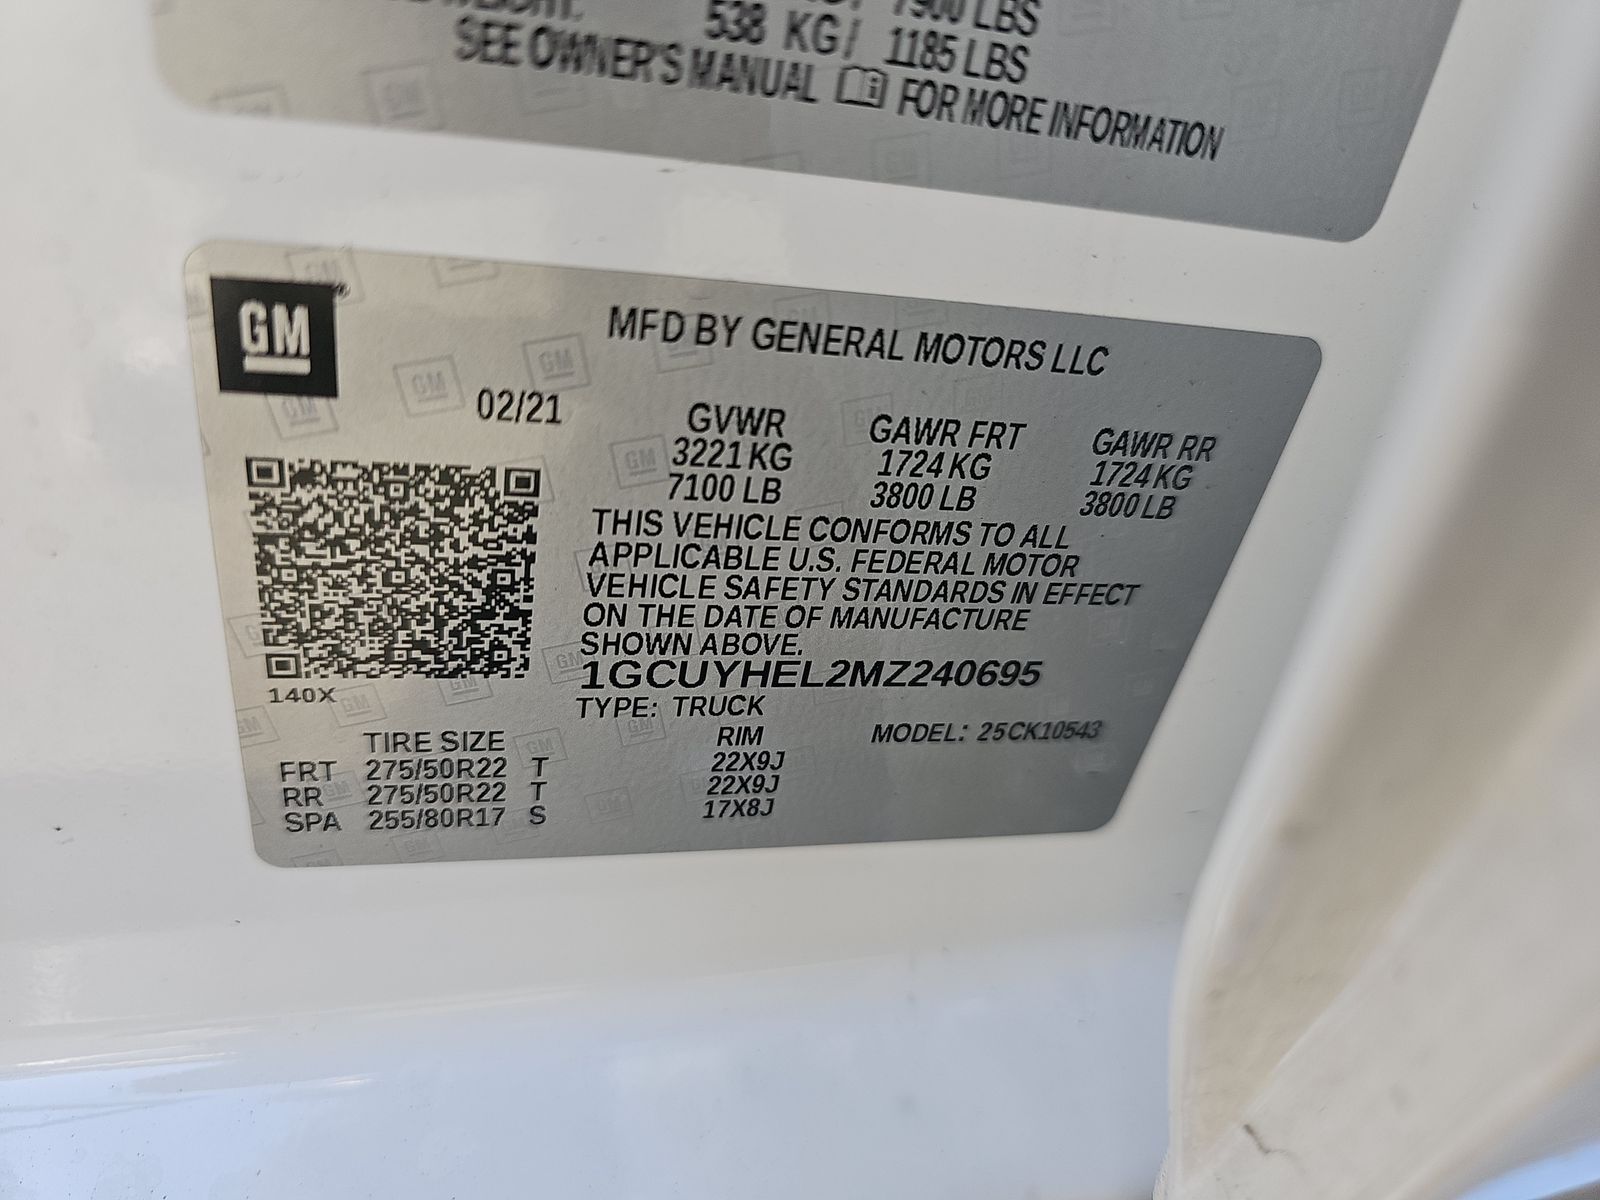 7900 LBS
538 KG/ 1185 LBS
SEE OWNER'S MANUAL FOR MORE INFORMATION
GM
MFD BY GENERAL MOTORS LLC
02/21
GVWR GAWR FRT GAWR RR
3221 KG 1724 KG 1724 KG
7100 LB 3800 LB 3800 LB
THIS VEHICLE CONFORMS TO ALL
APPLICABLE U.S. FEDERAL MOTOR
VEHICLE SAFETY STANDARDS IN EFFECT
ON THE DATE OF MANUFACTURE
SHOWN ABOVE.
1GCUYHEL2MZ240695
140X
TYPE: TRUCK
MODEL: 25CK10543
TIRE SIZE RIM
FRT 275/50R22 T 22X9J
RR 275/50R22 T 22X9J
SPA 255/80R17 S 17X8J